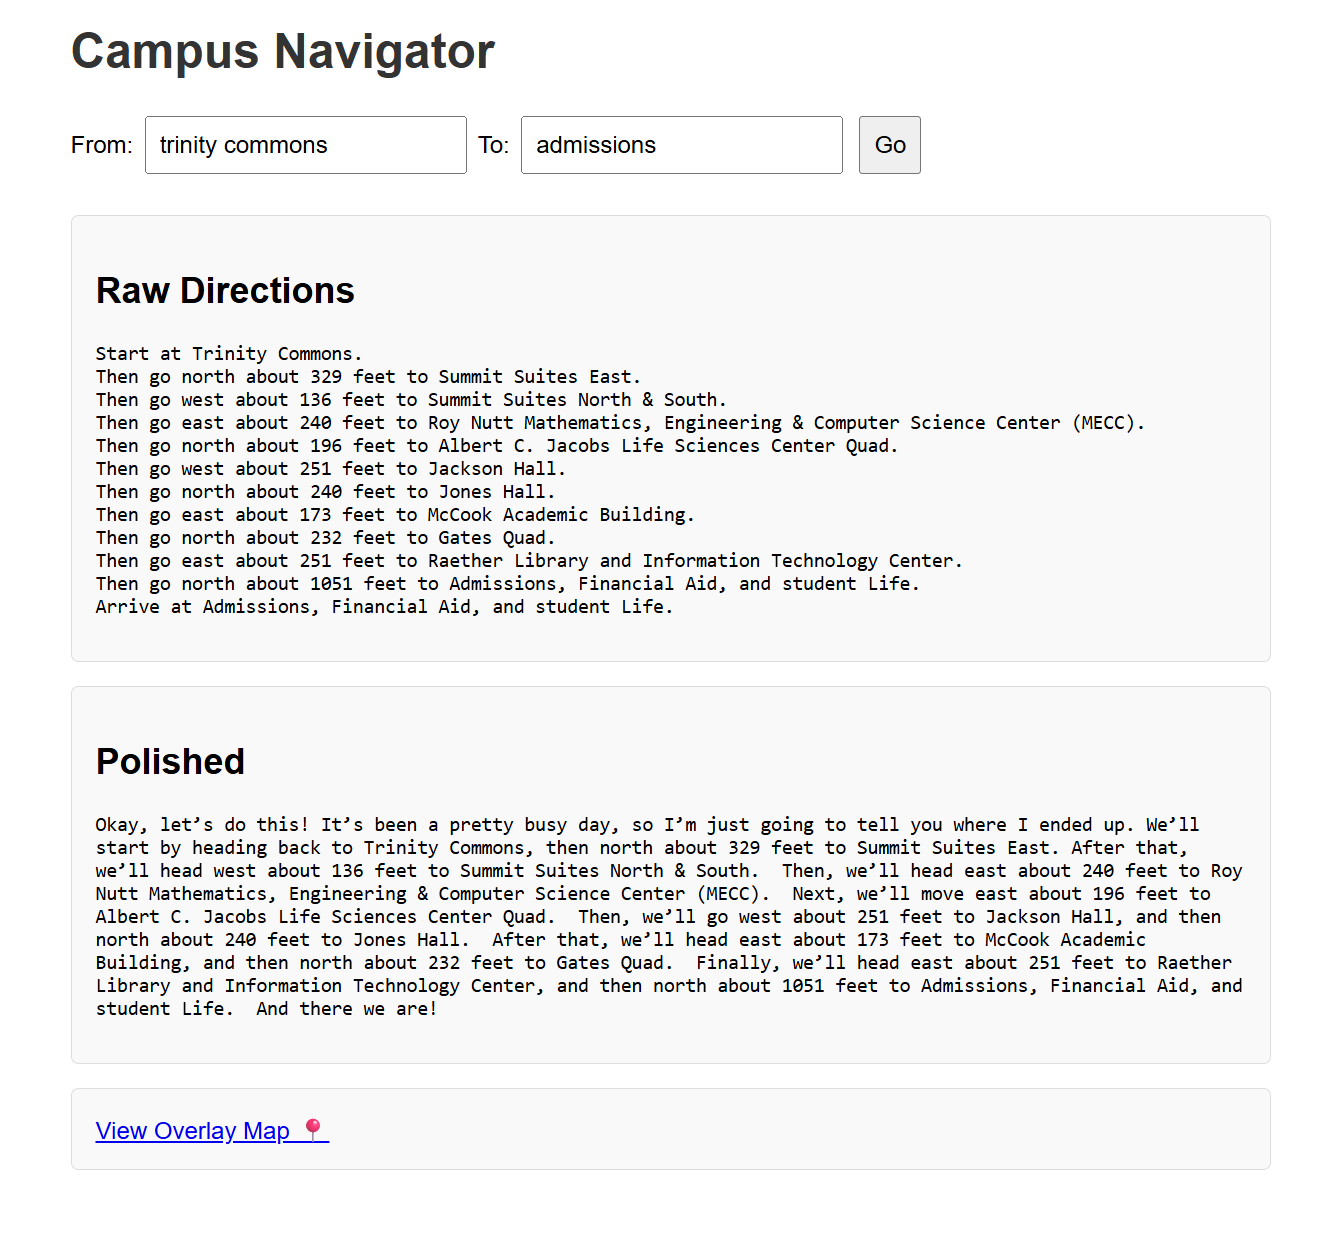 Campus Navigator
From: trinity commons To: admissions Go
Raw Directions
Start at Trinity Commons.
Then go north about 329 feet to Summit Suites East.
Then go west about 136 feet to Summit Suites North & South.
Then go east about 240 feet to Roy Nutt Mathematics, Engineering & Computer Science Center (MECC).
Then go north about 196 feet to Albert C. Jacobs Life Sciences Center Quad.
Then go west about 251 feet to Jackson Hall.
Then go north about 240 feet to Jones Hall.
Then go east about 173 feet to McCook Academic Building.
Then go north about 232 feet to Gates Quad.
Then go east about 251 feet to Raether Library and Information Technology Center.
Then go north about 1051 feet to Admissions, Financial Aid, and student Life.
Arrive at Admissions, Financial Aid, and student Life.
Polished
Okay, let’s do this! It’s been a pretty busy day, so I’m just going to tell you where I ended up. We’ll
start by heading back to Trinity Commons, then north about 329 feet to Summit Suites East. After that,
we’ll head west about 136 feet to Summit Suites North & South.  Then, we’ll head east about 240 feet to Roy
Nutt Mathematics, Engineering & Computer Science Center (MECC).  Next, we’ll move east about 196 feet to
Albert C. Jacobs Life Sciences Center Quad.  Then, we’ll go west about 251 feet to Jackson Hall, and then
north about 240 feet to Jones Hall.  After that, we’ll head east about 173 feet to McCook Academic
Building, and then north about 232 feet to Gates Quad.  Finally, we’ll head east about 251 feet to Raether
Library and Information Technology Center, and then north about 1051 feet to Admissions, Financial Aid, and
student Life.  And there we are!
View Overlay Map 📍